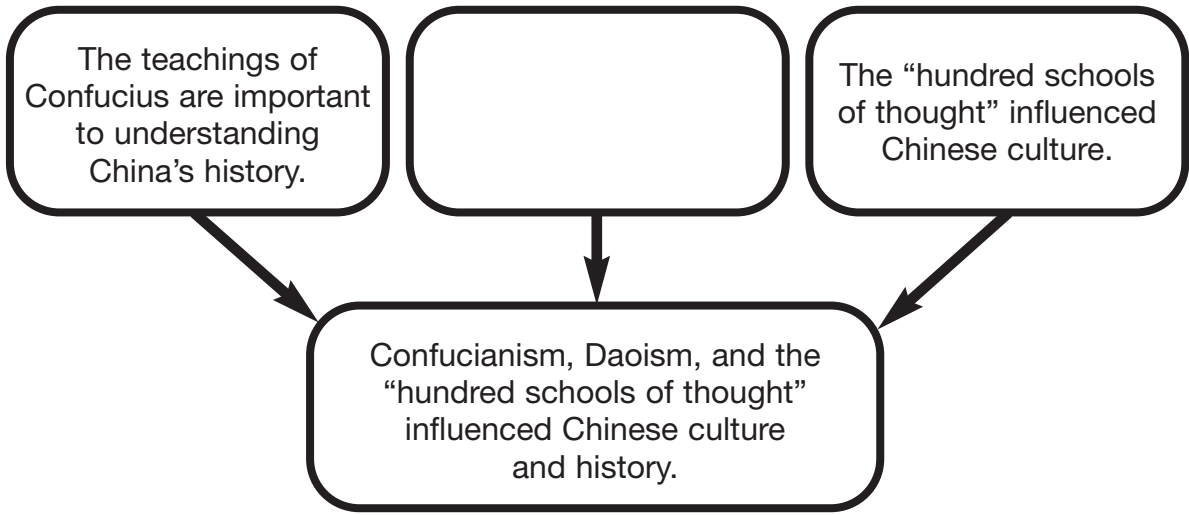 The teachings of
Confucius are important
to understanding
China’s history.
The “hundred schools
of thought” influenced
Chinese culture.
Confucianism, Daoism, and the
“hundred schools of thought”
influenced Chinese culture
and history.